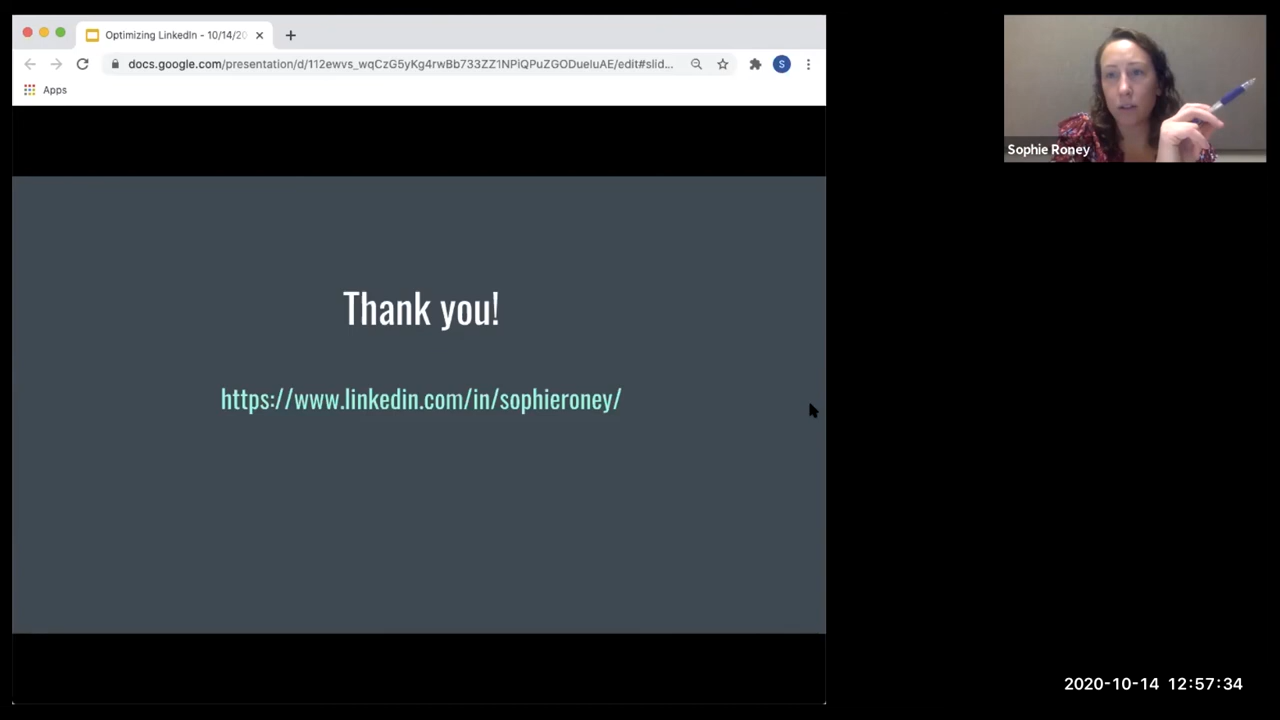 Optimizing LinkedIn - 10/14/20
docs.google.com/presentation/d/112ewvs_wqCzG5yKg4rwBb733ZZ1NPiQPuZGODueluAE/edit#slid...
S
Apps
Sophie Roney
Thank you!
https://www.linkedin.com/in/sophieroney/
2020-10-14 12:57:34